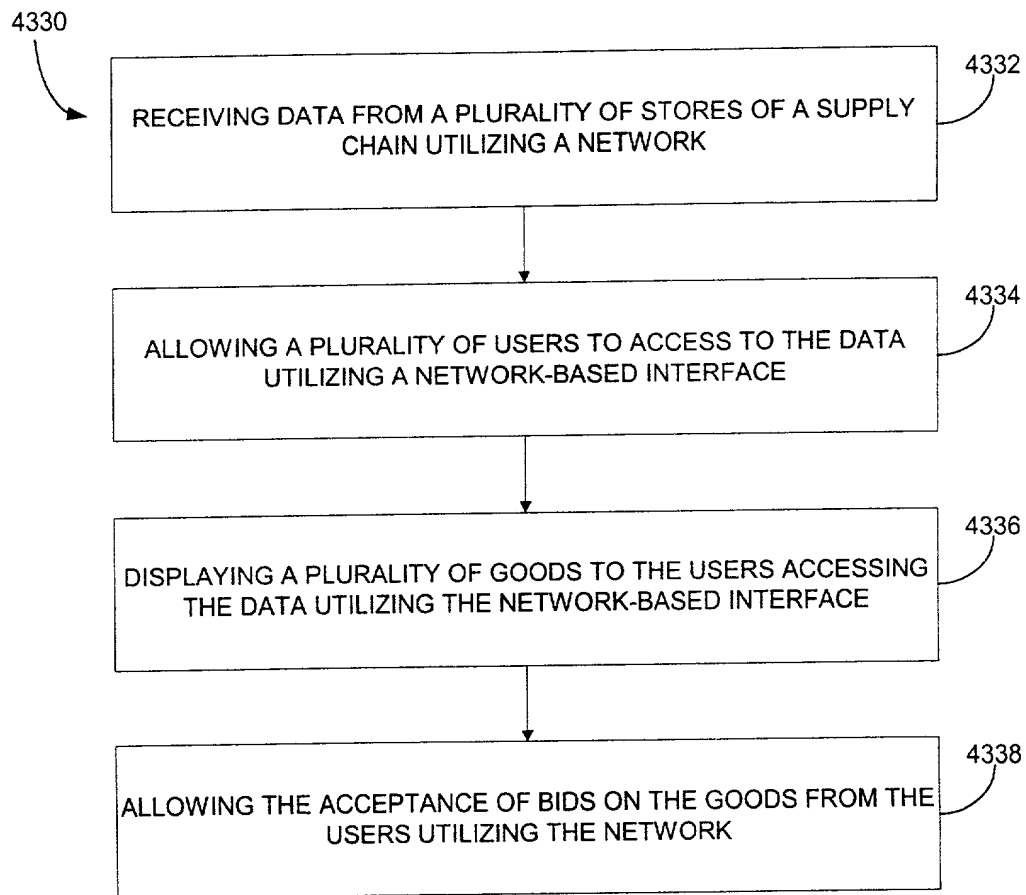 4330
4332
RECEIVING DATA FROM A PLURALITY OF STORES OF A SUPPLY
CHAIN UTILIZING A NETWORK
4334
ALLOWING A PLURALITY OF USERS TO ACCESS TO THE DATA
UTILIZING A NETWORK-BASED INTERFACE
4336
DISPLAYING A PLURALITY OF GOODS TO THE USERS ACCESSING
THE DATA UTILIZING THE NETWORK-BASED INTERFACE
4338
ALLOWING THE ACCEPTANCE OF BIDS ON THE GOODS FROM THE
USERS UTILIZING THE NETWORK